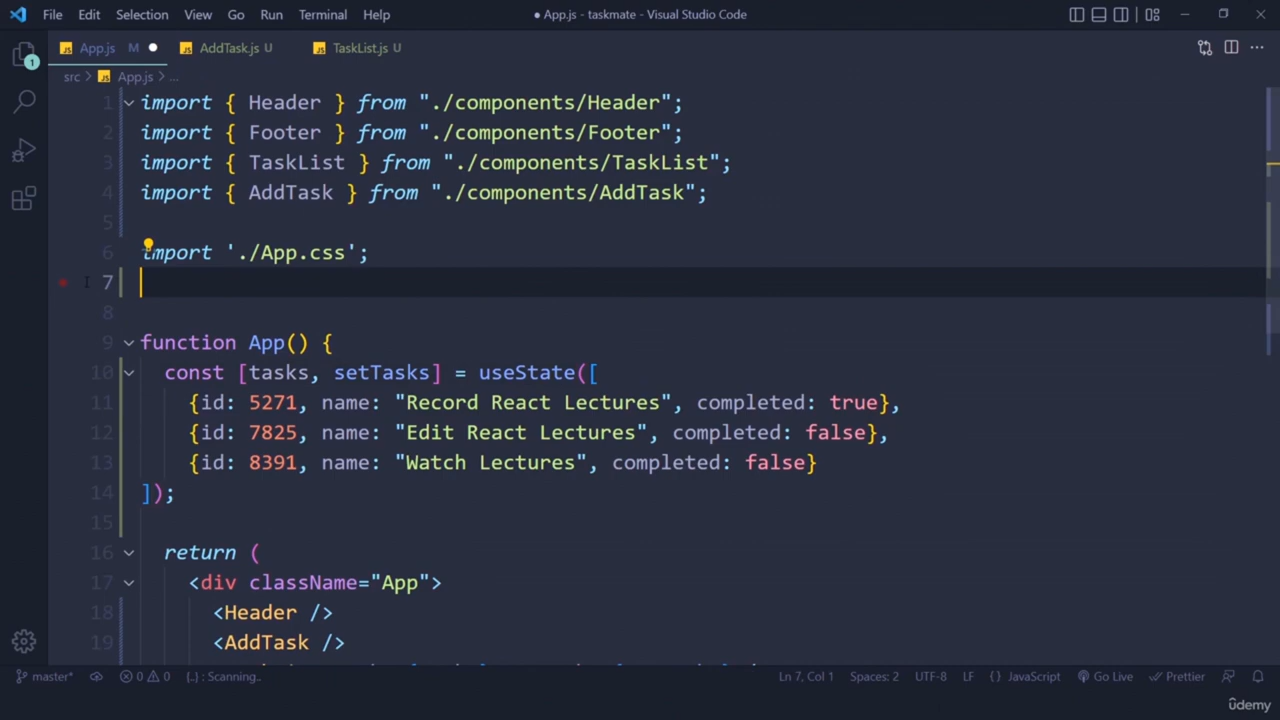 File Edit Selection View Go Run Terminal Help ● App.js - taskmate - Visual Studio Code
JS App.js M JS AddTask.js U JS TaskList.js U
1
src > JS App.js > ...
1 import { Header } from "./components/Header";
2 import { Footer } from "./components/Footer";
3 import { TaskList } from "./components/TaskList";
4 import { AddTask } from "./components/AddTask";
5
6 import './App.css';
7
8
9 function App() {
10 const [tasks, setTasks] = useState([
11 {id: 5271, name: "Record React Lectures", completed: true},
12 {id: 7825, name: "Edit React Lectures", completed: false},
13 {id: 8391, name: "Watch Lectures", completed: false}
14 ]);
15
16 return (
17 <div className="App">
18 <Header />
19 <AddTask />
master* 0 0 {..} : Scanning.. Ln 7, Col 1 Spaces: 2 UTF-8 LF {} JavaScript Go Live Prettier
ûdemy